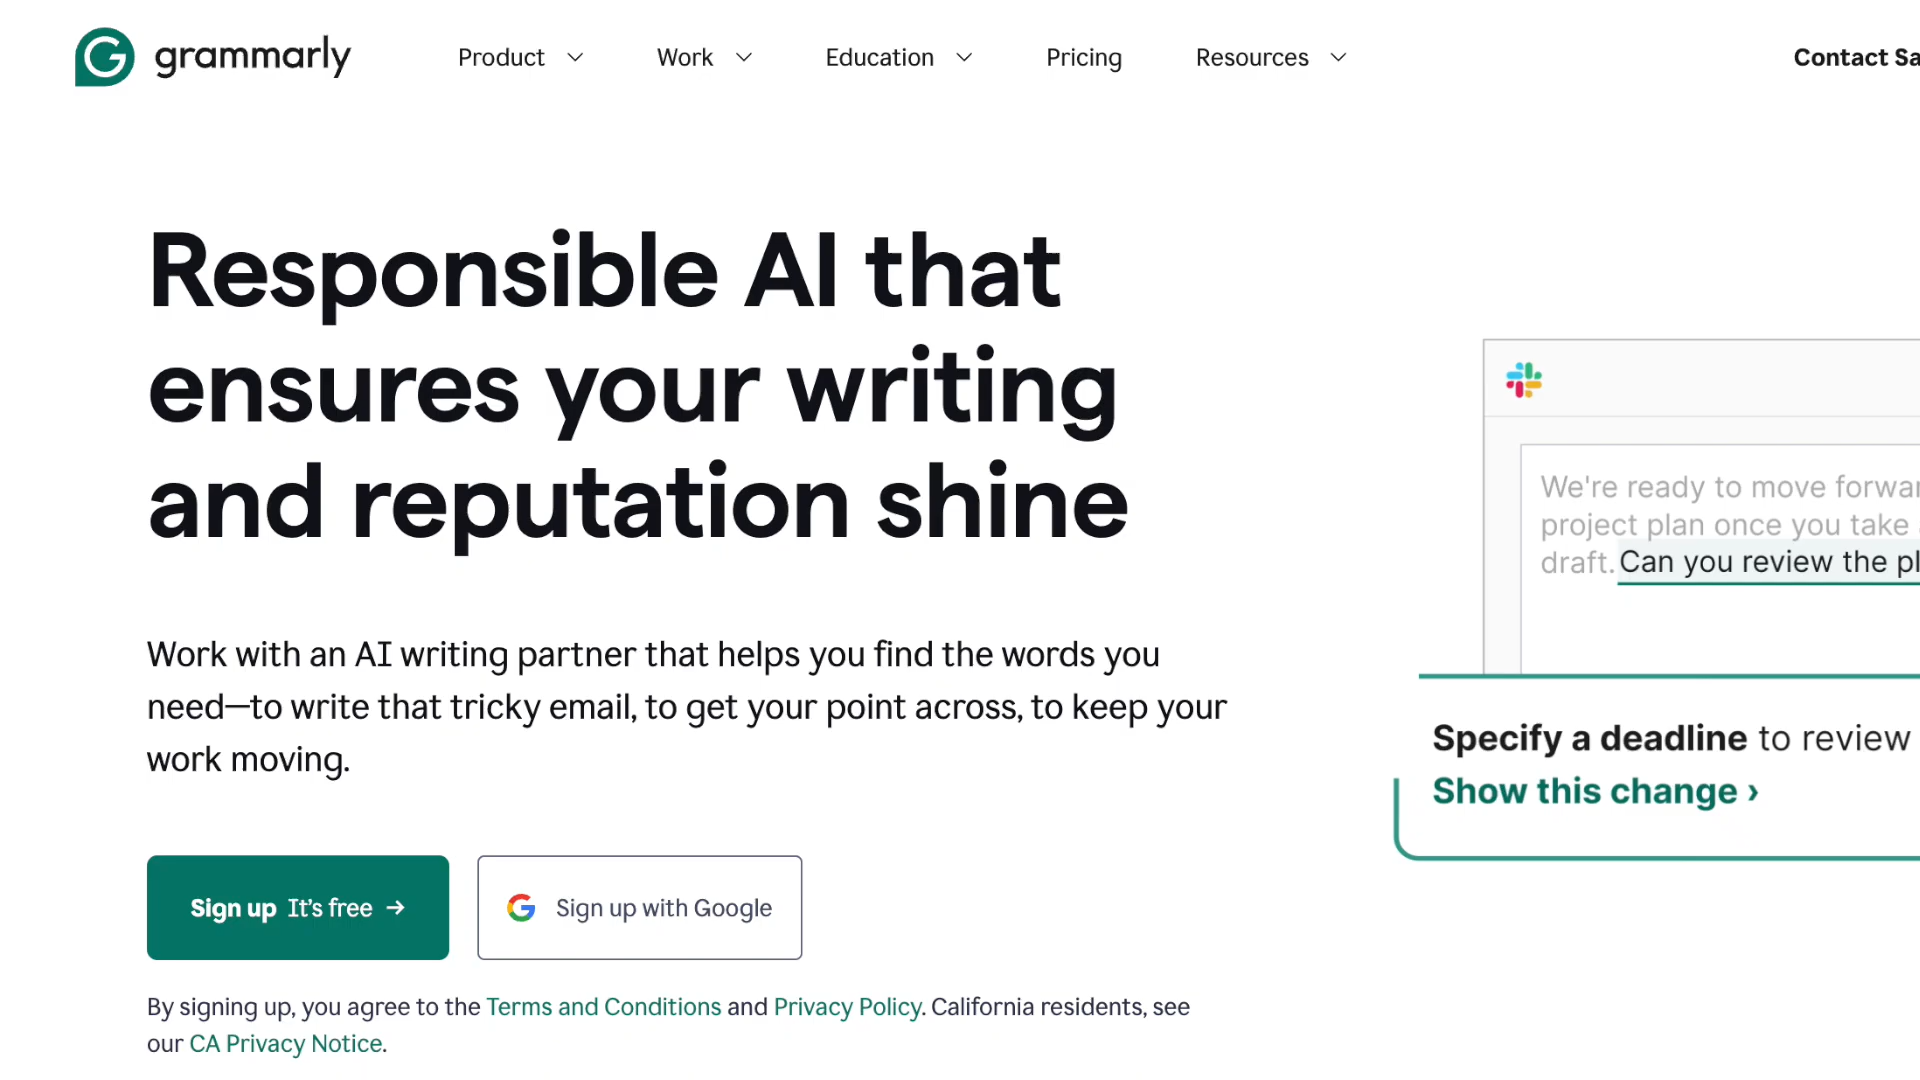 grammarly
Product
Work
Education
Pricing
Resources
Contact
Responsible AI that
ensures your writing
and reputation shine
Work with an AI writing partner that helps you find the words you
need—to write that tricky email, to get your point across, to keep your
work moving.
Sign up It's free →
Sign up with Google
By signing up, you agree to the Terms and Conditions and Privacy Policy. California residents, see
our CA Privacy Notice.
We're ready to move
project plan once you take
draft. Can you review the
Specify a deadline to review
Show this change ›